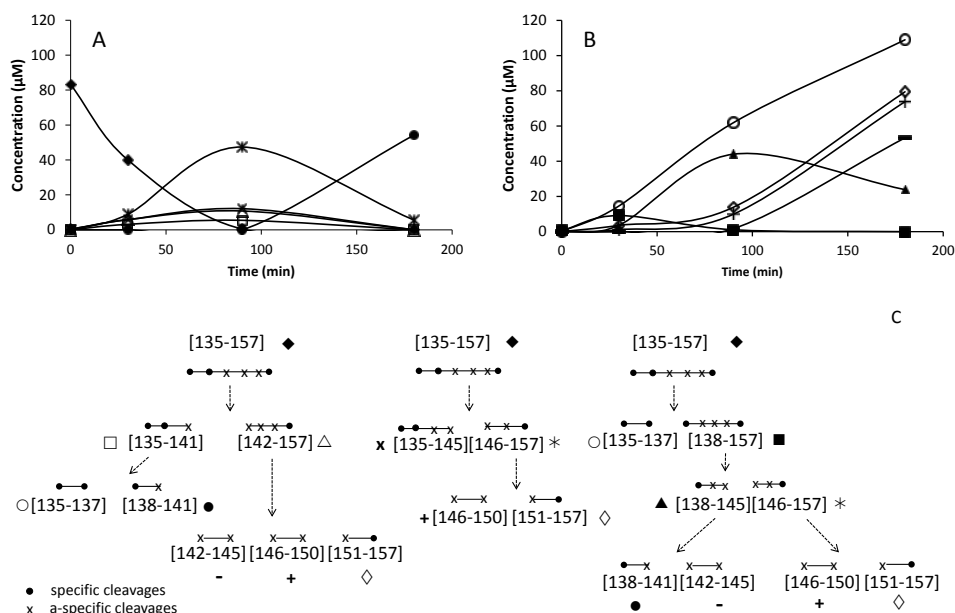 120
A
100
80
60
40
20
0
0 50 100 150 200
Concentration (µM)
Time (min)
120
B
100
80
60
40
20
0
0 50 100 150 200
Concentration (µM)
Time (min)
C
[135-157] [135-157] [135-157]
[135-141] [142-157] x [135-145] [146-157] [135-137] [138-157]
[135-137] [138-141] + [146-150] [151-157] [138-145] [146-157]
[142-145] [146-150] [151-157] [138-141] [142-145] [146-150] [151-157]
- + - +
specific cleavages
x a-specific cleavages